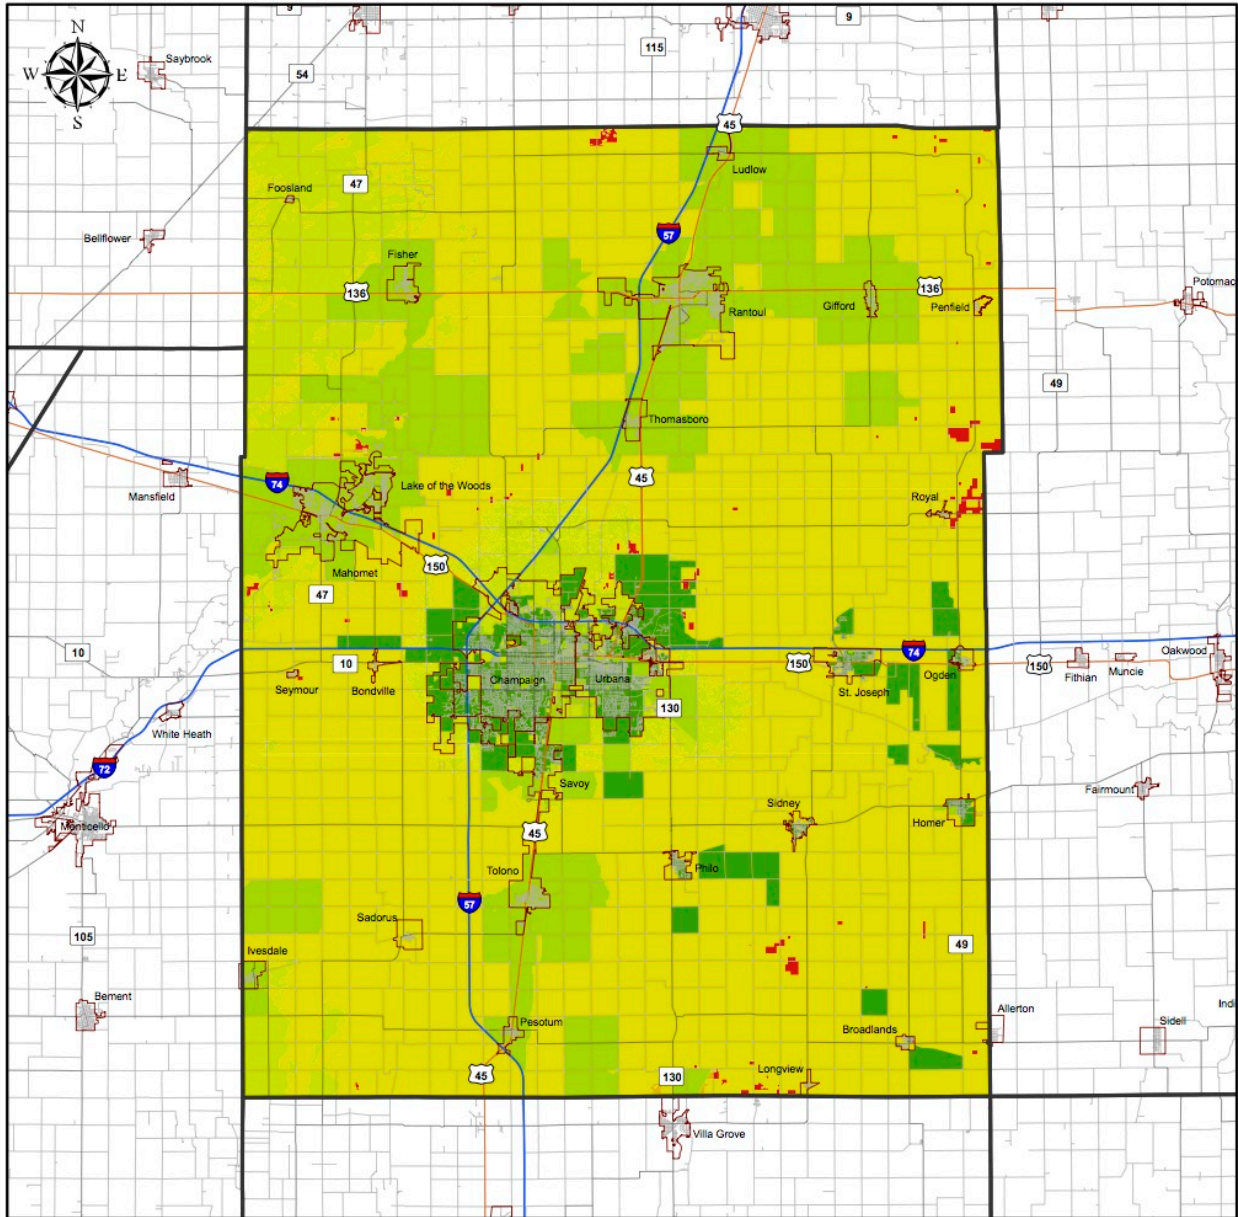 9
9
N
Saybrook
115
W
E
54
S
45
Ludlow
Foosland
47
57
Bellflower
Fisher
136
136
Potomac
Rantoul
Gifford
Penfield
49
Thomasboro
74
45
Mansfield
Lake of the Woods
Royal
150
Mahomet
47
10
10
150
74
150
Oakwood
Seymour
Bondville
Champaign
Urbana
St. Joseph
Ogden
Fithian
Muncie
130
White Heath
72
Savoy
Fairmount
Monticello
45
Sidney
Homer
Tolono
Philo
57
Sadorus
105
49
Ivesdale
Bement
Allerton
Indi
Pesotum
Broadlands
Sidell
45
130
Longview
Villa Grove